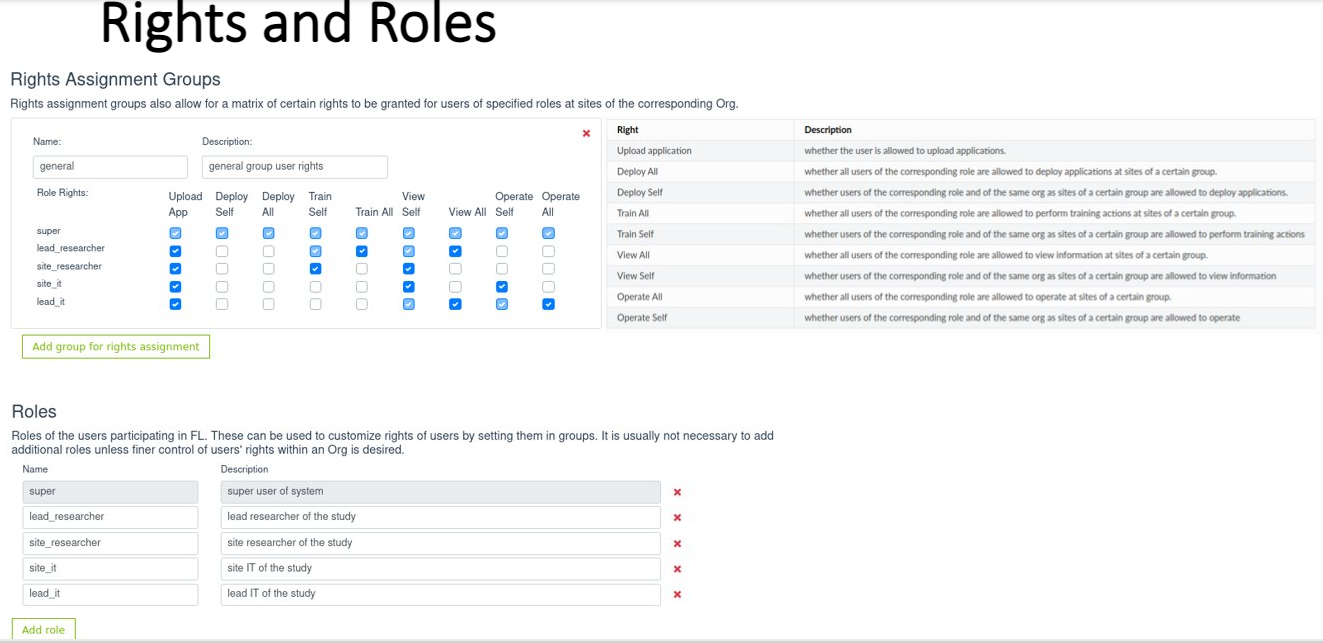 Rights and Roles
Rights Assignment Groups
Rights assignment groups also allow for a matrix of certain rights to be granted for users of specified roles at sites of the corresponding Org.
Name: Description:
general general group user rights
Role Rights: Upload App Deploy Self Deploy All Train Self Train All View Self View All Operate Self Operate All
super
lead_researcher
site_researcher
site_it
lead_it
Add group for rights assignment
Right Description
Upload application whether the user is allowed to upload applications.
Deploy All whether all users of the corresponding role are allowed to deploy applications at sites of a certain group.
Deploy Self whether users of the corresponding role and of the same org as sites of a certain group are allowed to deploy applications.
Train All whether all users of the corresponding role are allowed to perform training actions at sites of a certain group.
Train Self whether users of the corresponding role and of the same org as sites of a certain group are allowed to perform training actions
View All whether all users of the corresponding role are allowed to view information at sites of a certain group.
View Self whether users of the corresponding role and of the same org as sites of a certain group are allowed to view information
Operate All whether all users of the corresponding role are allowed to operate at sites of a certain group.
Operate Self whether users of the corresponding role and of the same org as sites of a certain group are allowed to operate
Roles
Roles of the users participating in FL. These can be used to customize rights of users by setting them in groups. It is usually not necessary to add
additional roles unless finer control of users' rights within an Org is desired.
Name Description
super super user of system
lead_researcher lead researcher of the study
site_researcher site researcher of the study
site_it site IT of the study
lead_it lead IT of the study
Add role